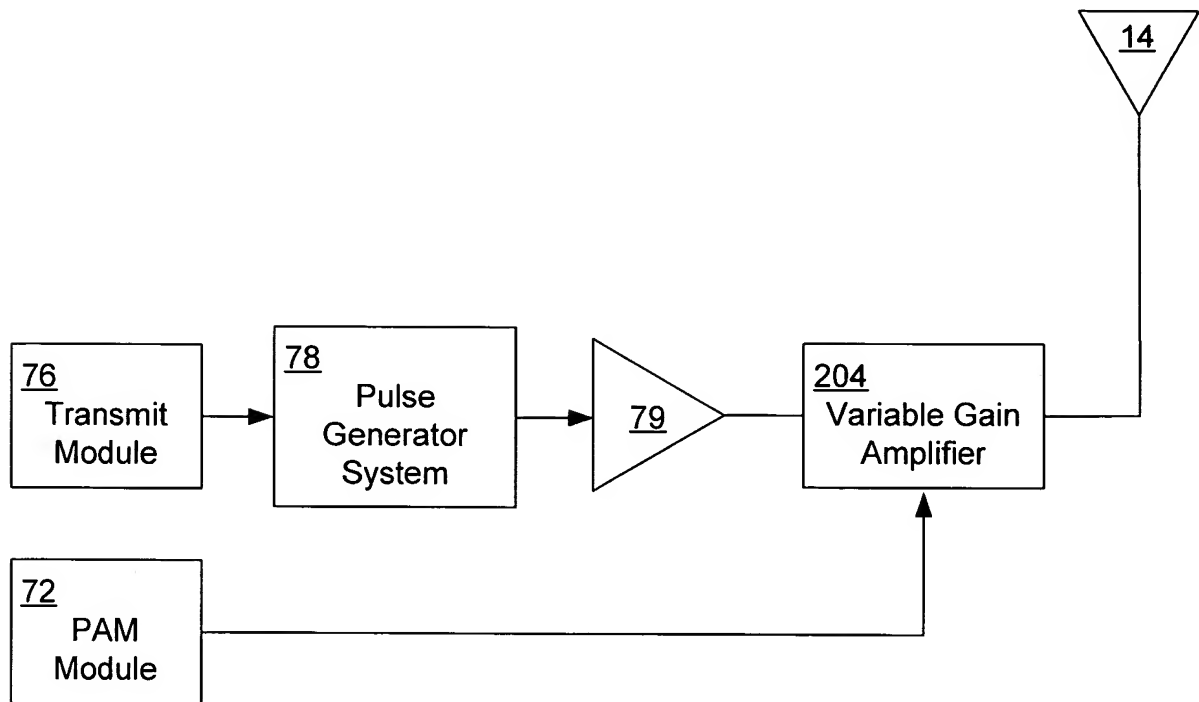 14
76
Transmit
Module
78
Pulse
Generator
System
79
204
Variable Gain
Amplifier
72
PAM
Module